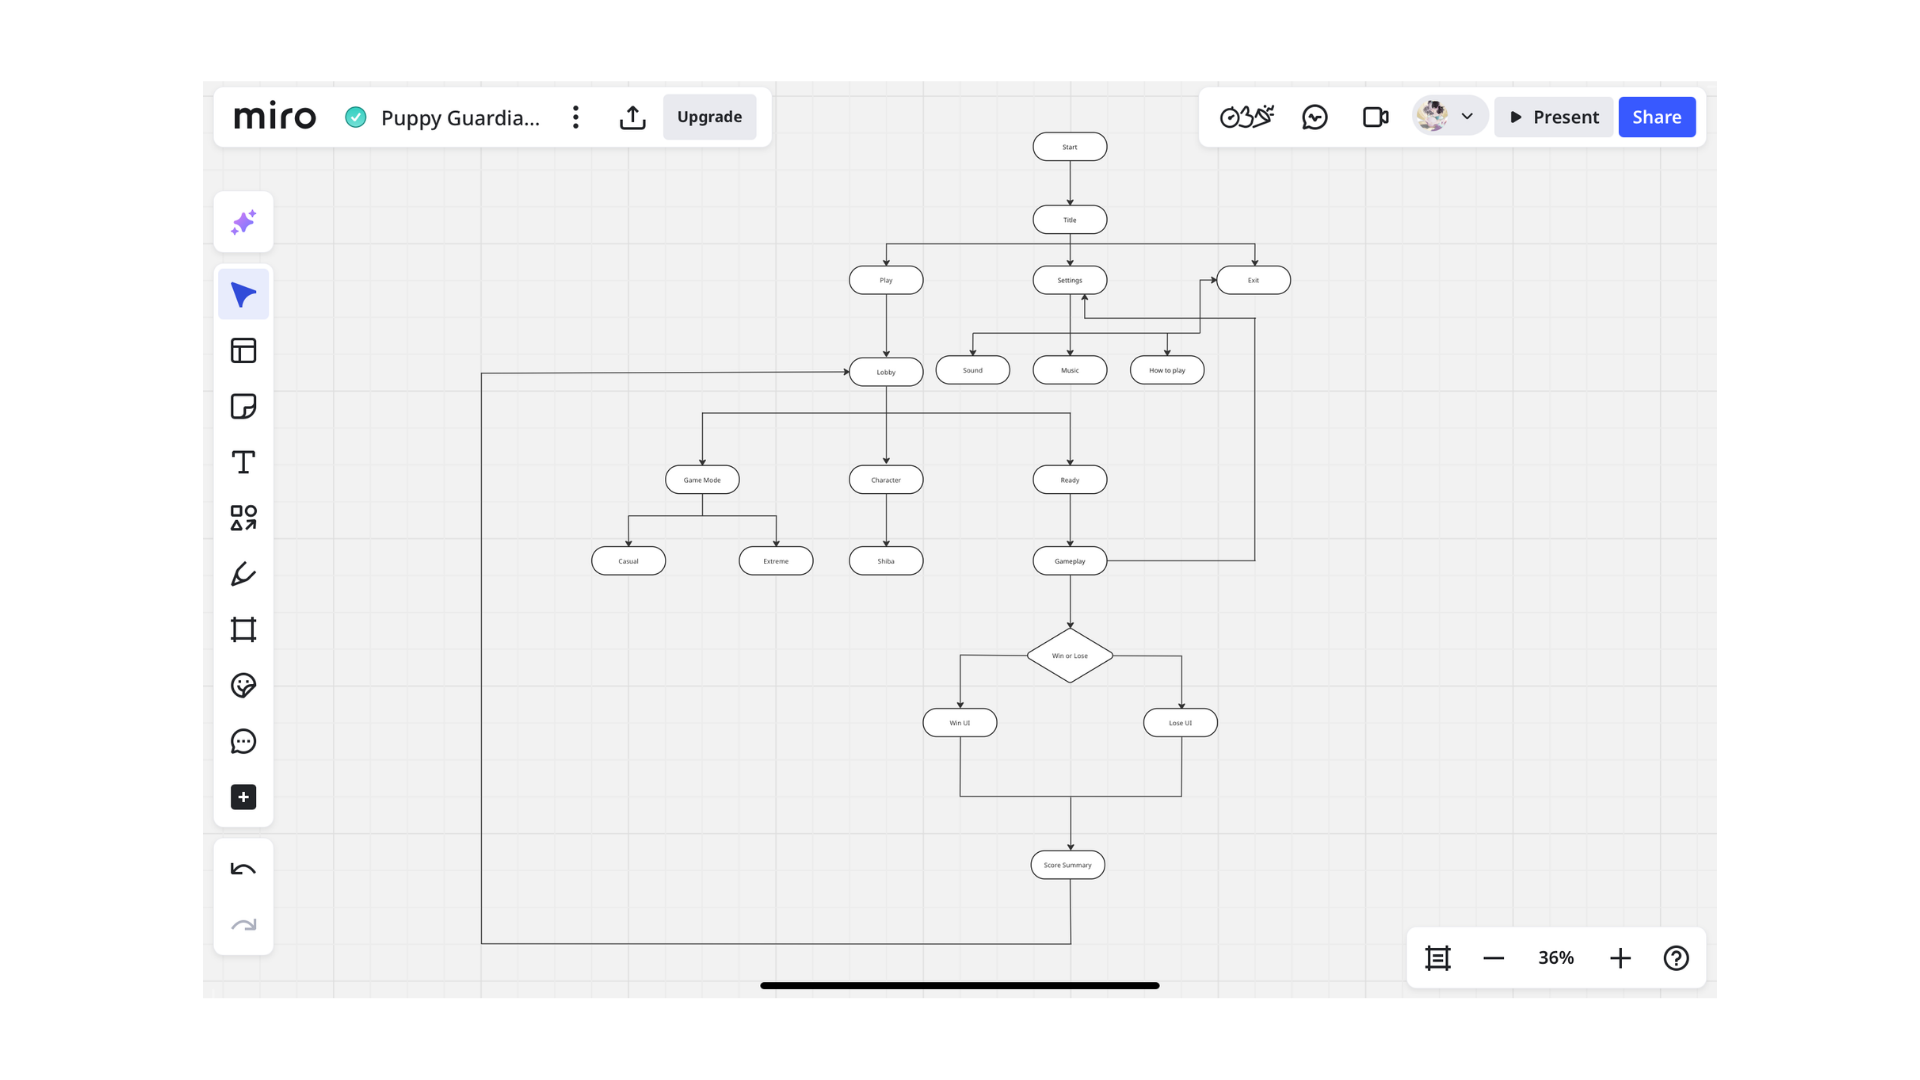 miro
Puppy Guardia...
Upgrade
Present
Share
Start
Title
Play
Settings
Exit
Lobby
Sound
Music
How to play
Game Mode
Character
Ready
Casual
Extreme
Shiba
Gameplay
Win or Lose
Win UI
Lose UI
Score Summary
36%